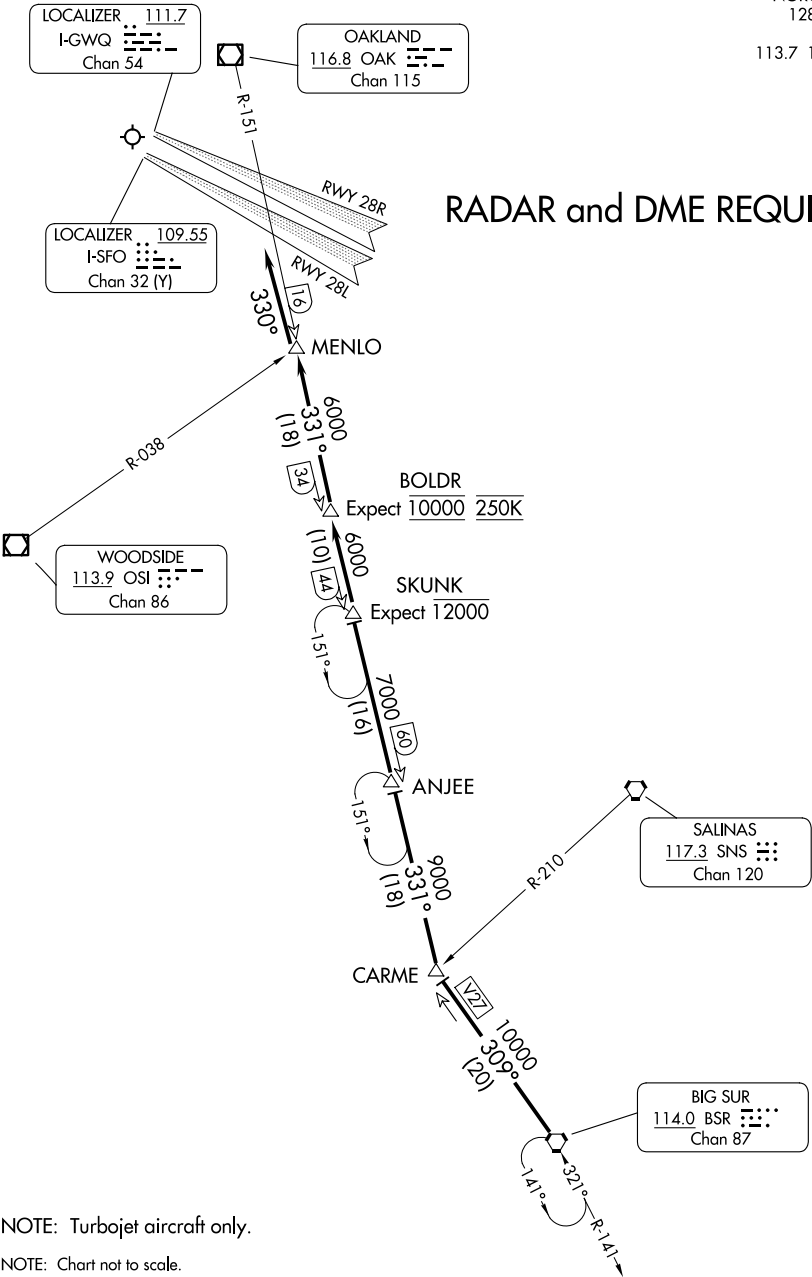 NORT
128
113.7 1
LOCALIZER 111.7
I-GWQ
Chan 54
OAKLAND
116.8 OAK
Chan 115
R-151
RWY 28R
RADAR and DME REQUI
LOCALIZER 109.55
I-SFO
Chan 32 (Y)
RWY 28L
16
330°
MENLO
6000
331°
(18)
R-038
34
BOLDR
Expect 10000 250K
WOODSIDE
113.9 OSI
Chan 86
6000
(10)
44
SKUNK
Expect 12000
151°
7000
(16)
60
ANJEE
151°
9000
331°
(18)
SALINAS
117.3 SNS
Chan 120
R-210
CARME
V27
10000
309°
(20)
BIG SUR
114.0 BSR
Chan 87
141°
321°
R-141
NOTE: Turbojet aircraft only.
NOTE: Chart not to scale.